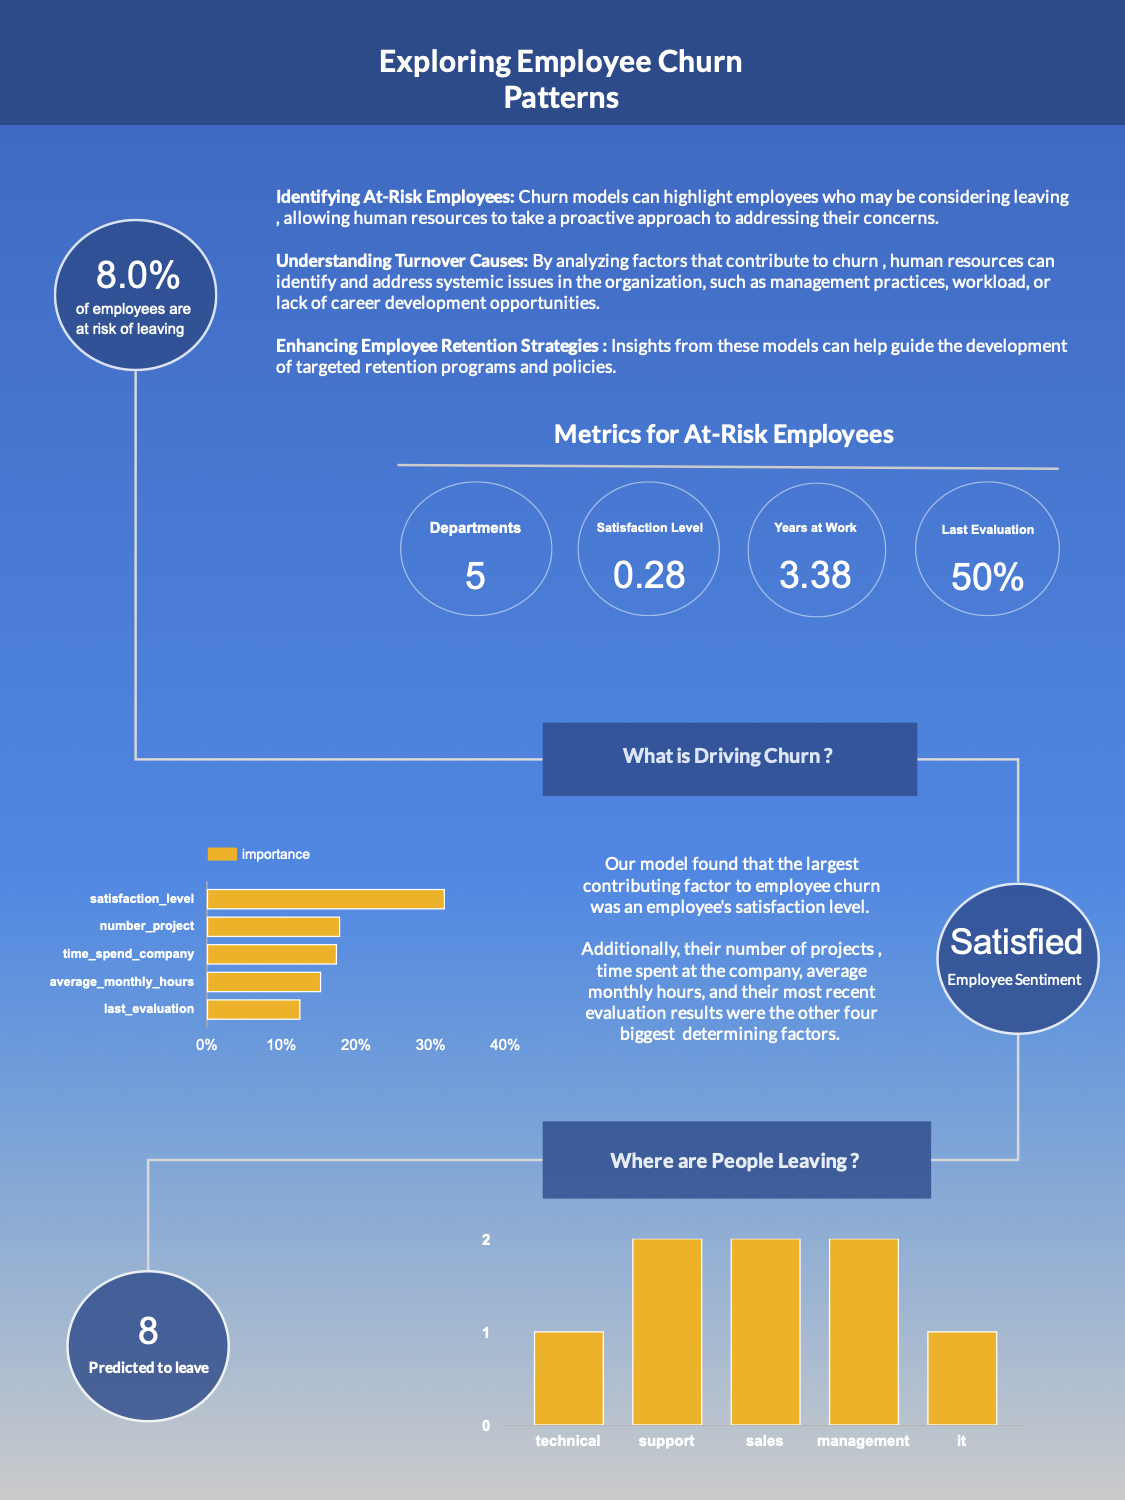 Exploring Employee Churn
Patterns
Identifying At-Risk Employees: Churn models can highlight employees who may be considering leaving
, allowing human resources to take a proactive approach to addressing their concerns.
Understanding Turnover Causes: By analyzing factors that contribute to churn , human resources can
identify and address systemic issues in the organization, such as management practices, workload, or
lack of career development opportunities.
Enhancing Employee Retention Strategies : Insights from these models can help guide the development
of targeted retention programs and policies.
8.0%
of employees are
at risk of leaving
Metrics for At-Risk Employees
Departments
5
Satisfaction Level
0.28
Years at Work
3.38
Last Evaluation
50%
What is Driving Churn ?
importance
satisfaction_level
number_project
time_spend_company
average_monthly_hours
last_evaluation
0% 10% 20% 30% 40%
Our model found that the largest
contributing factor to employee churn
was an employee's satisfaction level.
Additionally, their number of projects ,
time spent at the company, average
monthly hours, and their most recent
evaluation results were the other four
biggest  determining factors.
Satisfied
Employee Sentiment
Where are People Leaving ?
8
Predicted to leave
2
1
0
technical support sales management it